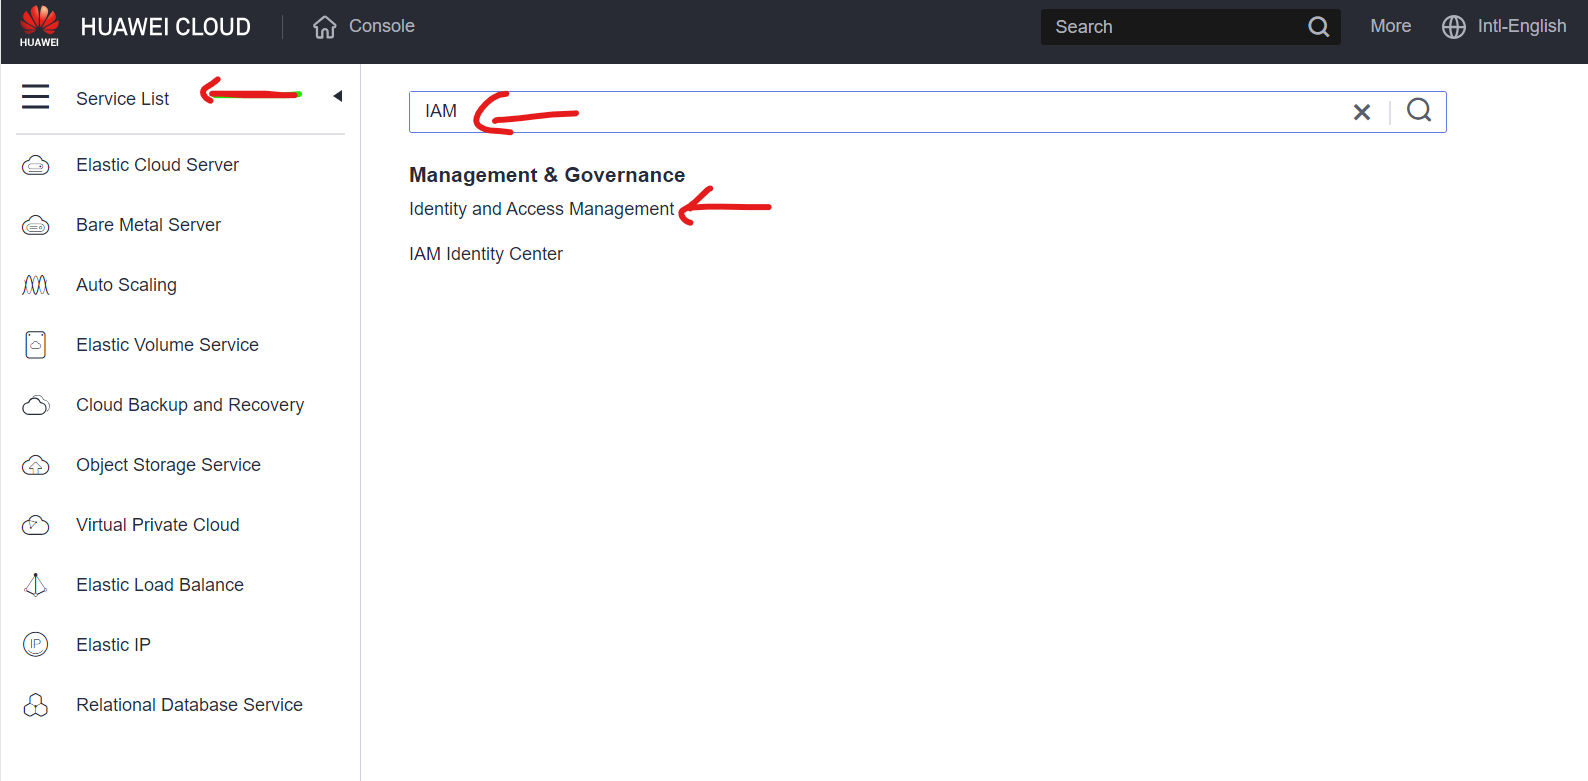 HUAWEI
HUAWEI CLOUD
Console
Search
More
Intl-English
Service List
IAM
Elastic Cloud Server
Bare Metal Server
Auto Scaling
Elastic Volume Service
Cloud Backup and Recovery
Object Storage Service
Virtual Private Cloud
Elastic Load Balance
IP
Elastic IP
Relational Database Service
Management & Governance
Identity and Access Management
IAM Identity Center